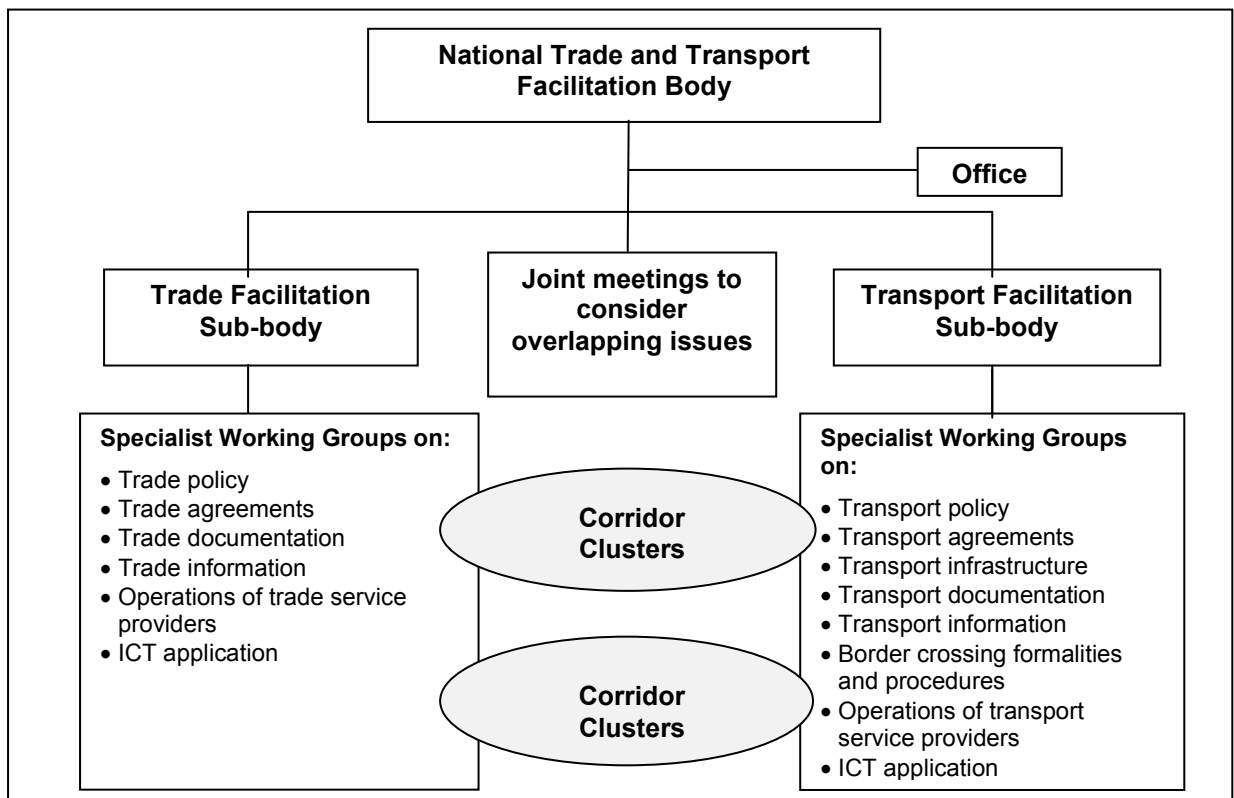 National Trade and Transport
Facilitation Body
Office
Trade Facilitation
Sub-body
Joint meetings to
consider
overlapping issues
Transport Facilitation
Sub-body
Specialist Working Groups on:
• Trade policy
• Trade agreements
• Trade documentation
• Trade information
• Operations of trade service
providers
• ICT application
Corridor
Clusters
Corridor
Clusters
Specialist Working Groups
on:
• Transport policy
• Transport agreements
• Transport infrastructure
• Transport documentation
• Transport information
• Border crossing formalities
and procedures
• Operations of transport
service providers
• ICT application